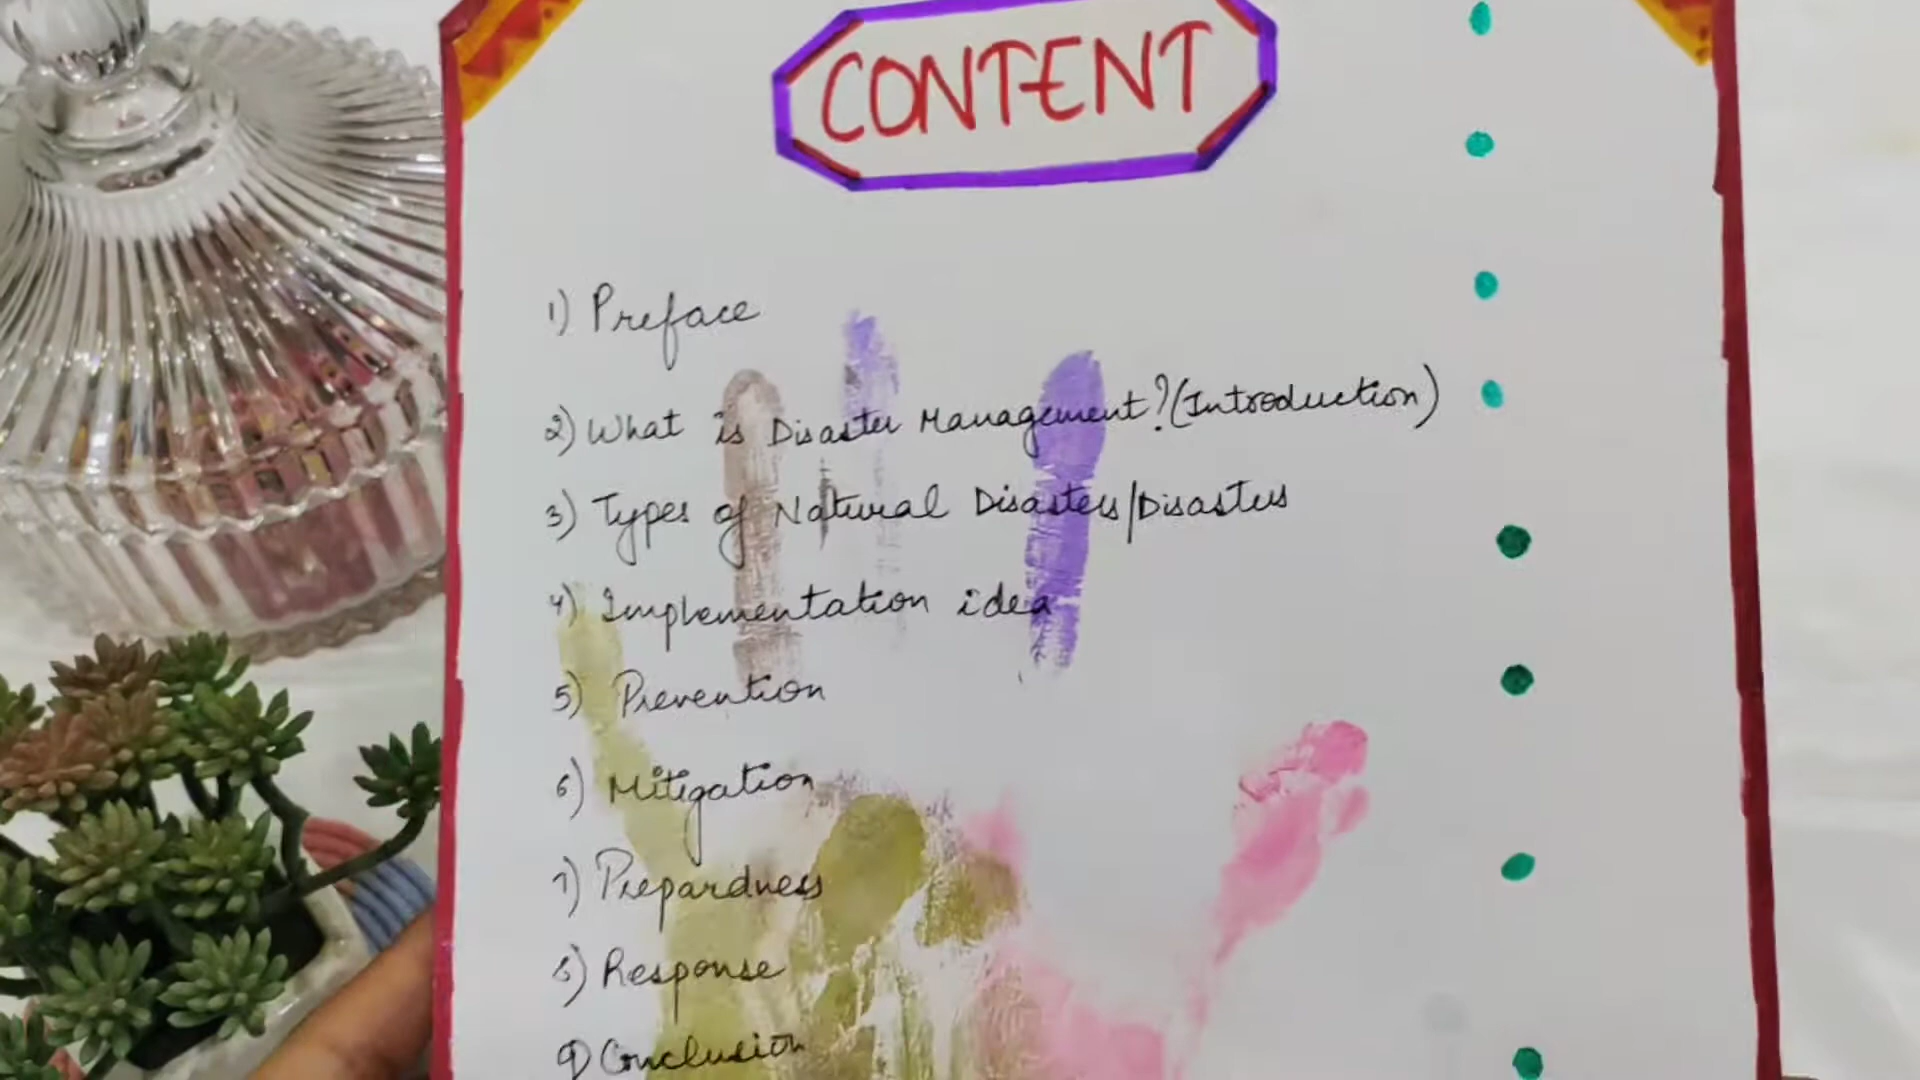 CONTENT
1) Preface
2) What is Disaster Management? (Introduction)
3) Types of Natural Disasters/Disasters
4) Implementation idea
5) Prevention
6) Mitigation
7) Prepardness
8) Response
9) Conclusion